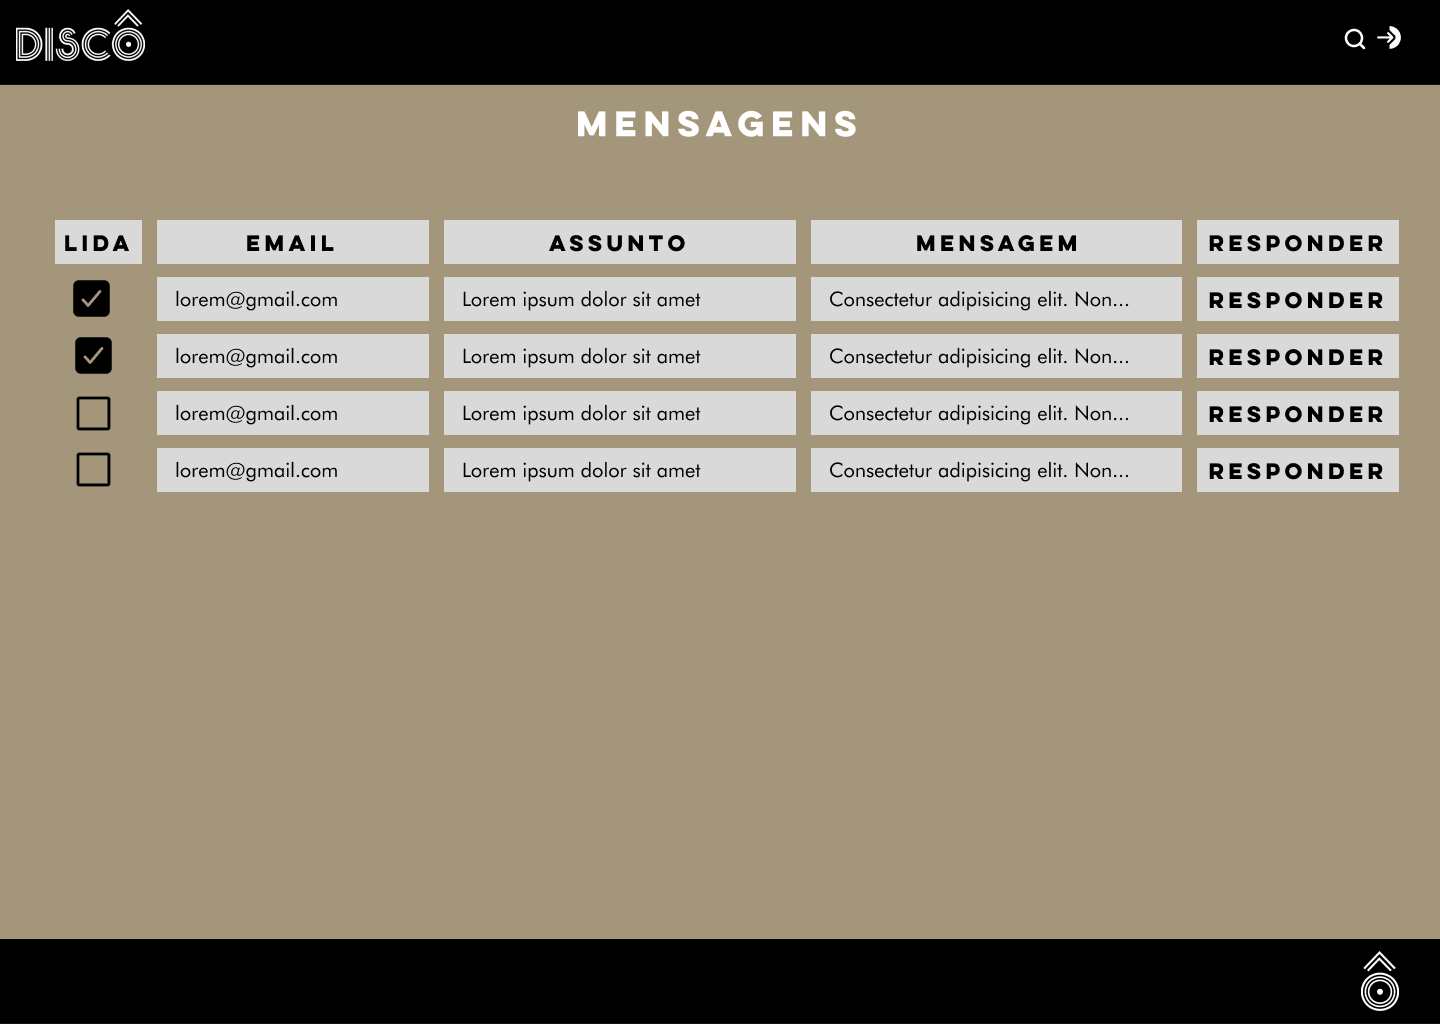 DISCÔ
MENSAGENS
LIDA EMAIL ASSUNTO MENSAGEM RESPONDER
lorem@gmail.com Lorem ipsum dolor sit amet Consectetur adipisicing elit. Non... RESPONDER
lorem@gmail.com Lorem ipsum dolor sit amet Consectetur adipisicing elit. Non... RESPONDER
lorem@gmail.com Lorem ipsum dolor sit amet Consectetur adipisicing elit. Non... RESPONDER
lorem@gmail.com Lorem ipsum dolor sit amet Consectetur adipisicing elit. Non... RESPONDER
Ô